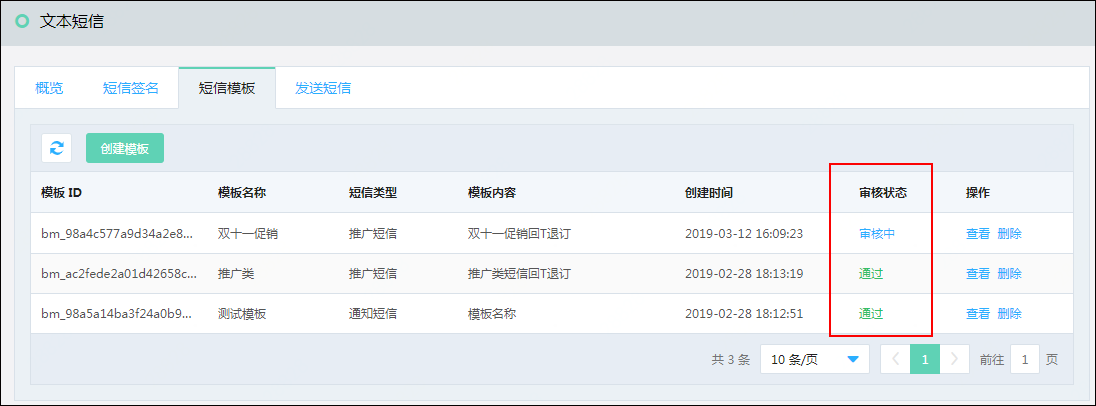 文本短信
概览 短信签名 短信模板 发送短信
创建模板
模板 ID 模板名称 短信类型 模板内容 创建时间 审核状态 操作
bm_98a4c577a9d34a2e8... 双十一促销 推广短信 双十一促销回T退订 2019-03-12 16:09:23 审核中 查看 删除
bm_ac2fede2a01d42658c... 推广类 推广短信 推广类短信回T退订 2019-02-28 18:13:19 通过 查看 删除
bm_98a5a14ba3f24a0b9... 测试模板 通知短信 模板名称 2019-02-28 18:12:51 通过 查看 删除
共 3 条 10 条/页 1 前往 1 页